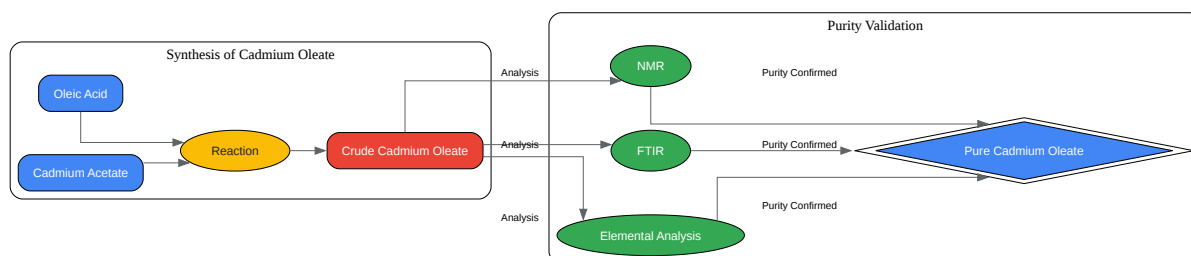 Purity Validation
Synthesis of Cadmium Oleate
NMR
Analysis
Purity Confirmed
Oleic Acid
Reaction
Crude Cadmium Oleate
Analysis
FTIR
Purity Confirmed
Pure Cadmium Oleate
Cadmium Acetate
Analysis
Purity Confirmed
Elemental Analysis